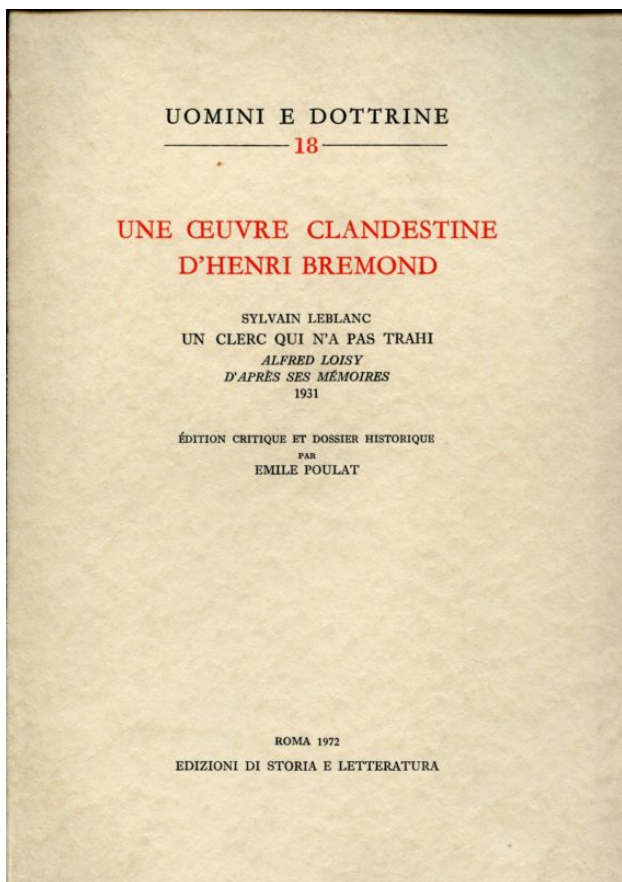 UOMINI E DOTTRINE
18
UNE ŒUVRE CLANDESTINE
D'HENRI BREMOND
SYLVAIN LEBLANC
UN CLERC QUI N'A PAS TRAHI
ALFRED LOISY
D'APRÈS SES MÉMOIRES
1931
ÉDITION CRITIQUE ET DOSSIER HISTORIQUE
PAR
EMILE POULAT
ROMA 1972
EDIZIONI DI STORIA E LETTERATURA